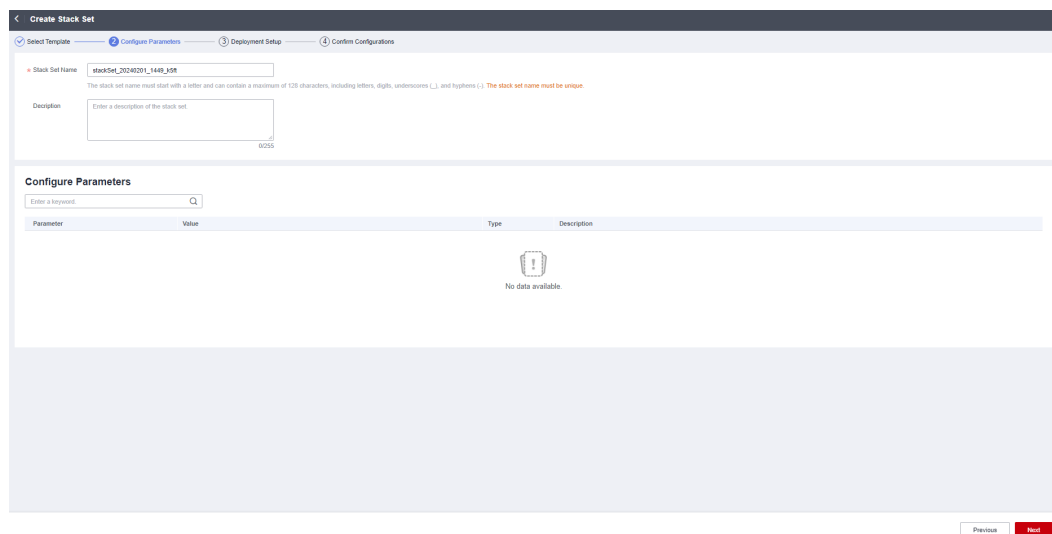 < Create Stack Set
Select Template 2 Configure Parameters 3 Deployment Setup 4 Confirm Configurations
* Stack Set Name stackSet_20240201_1449_k5ft
The stack set name must start with a letter and can contain a maximum of 128 characters, including letters, digits, underscores (_), and hyphens (-). The stack set name must be unique.
Decription Enter a description of the stack set
0/255
Configure Parameters
Enter a keyword.
Parameter Value Type Description
No data available.
Previous Next